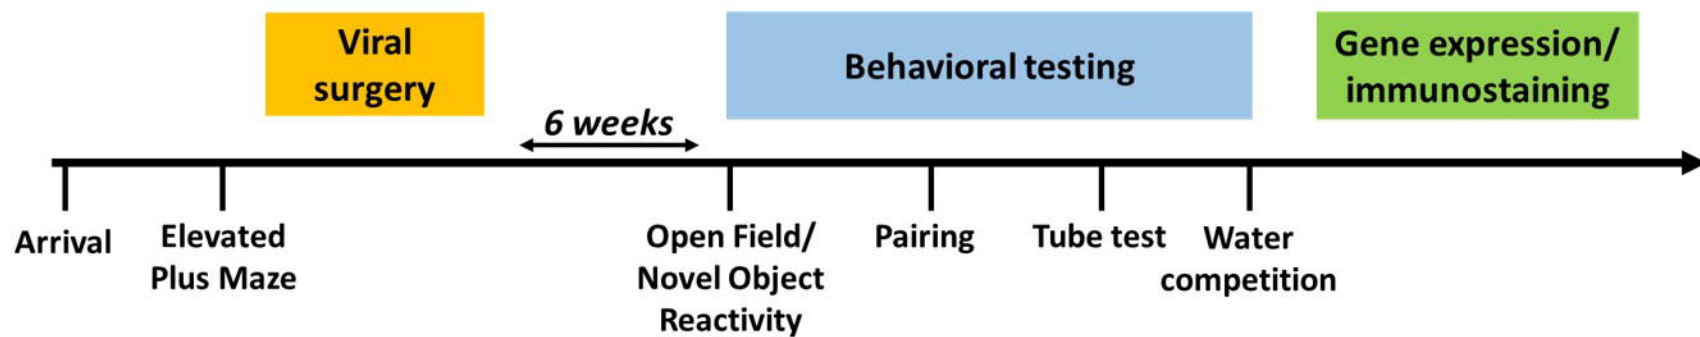 Viral
surgery
Behavioral testing
Gene expression/
immunostaining
6 weeks
Arrival
Elevated
Plus Maze
Open Field/
Novel Object
Reactivity
Pairing
Tube test
Water
competition